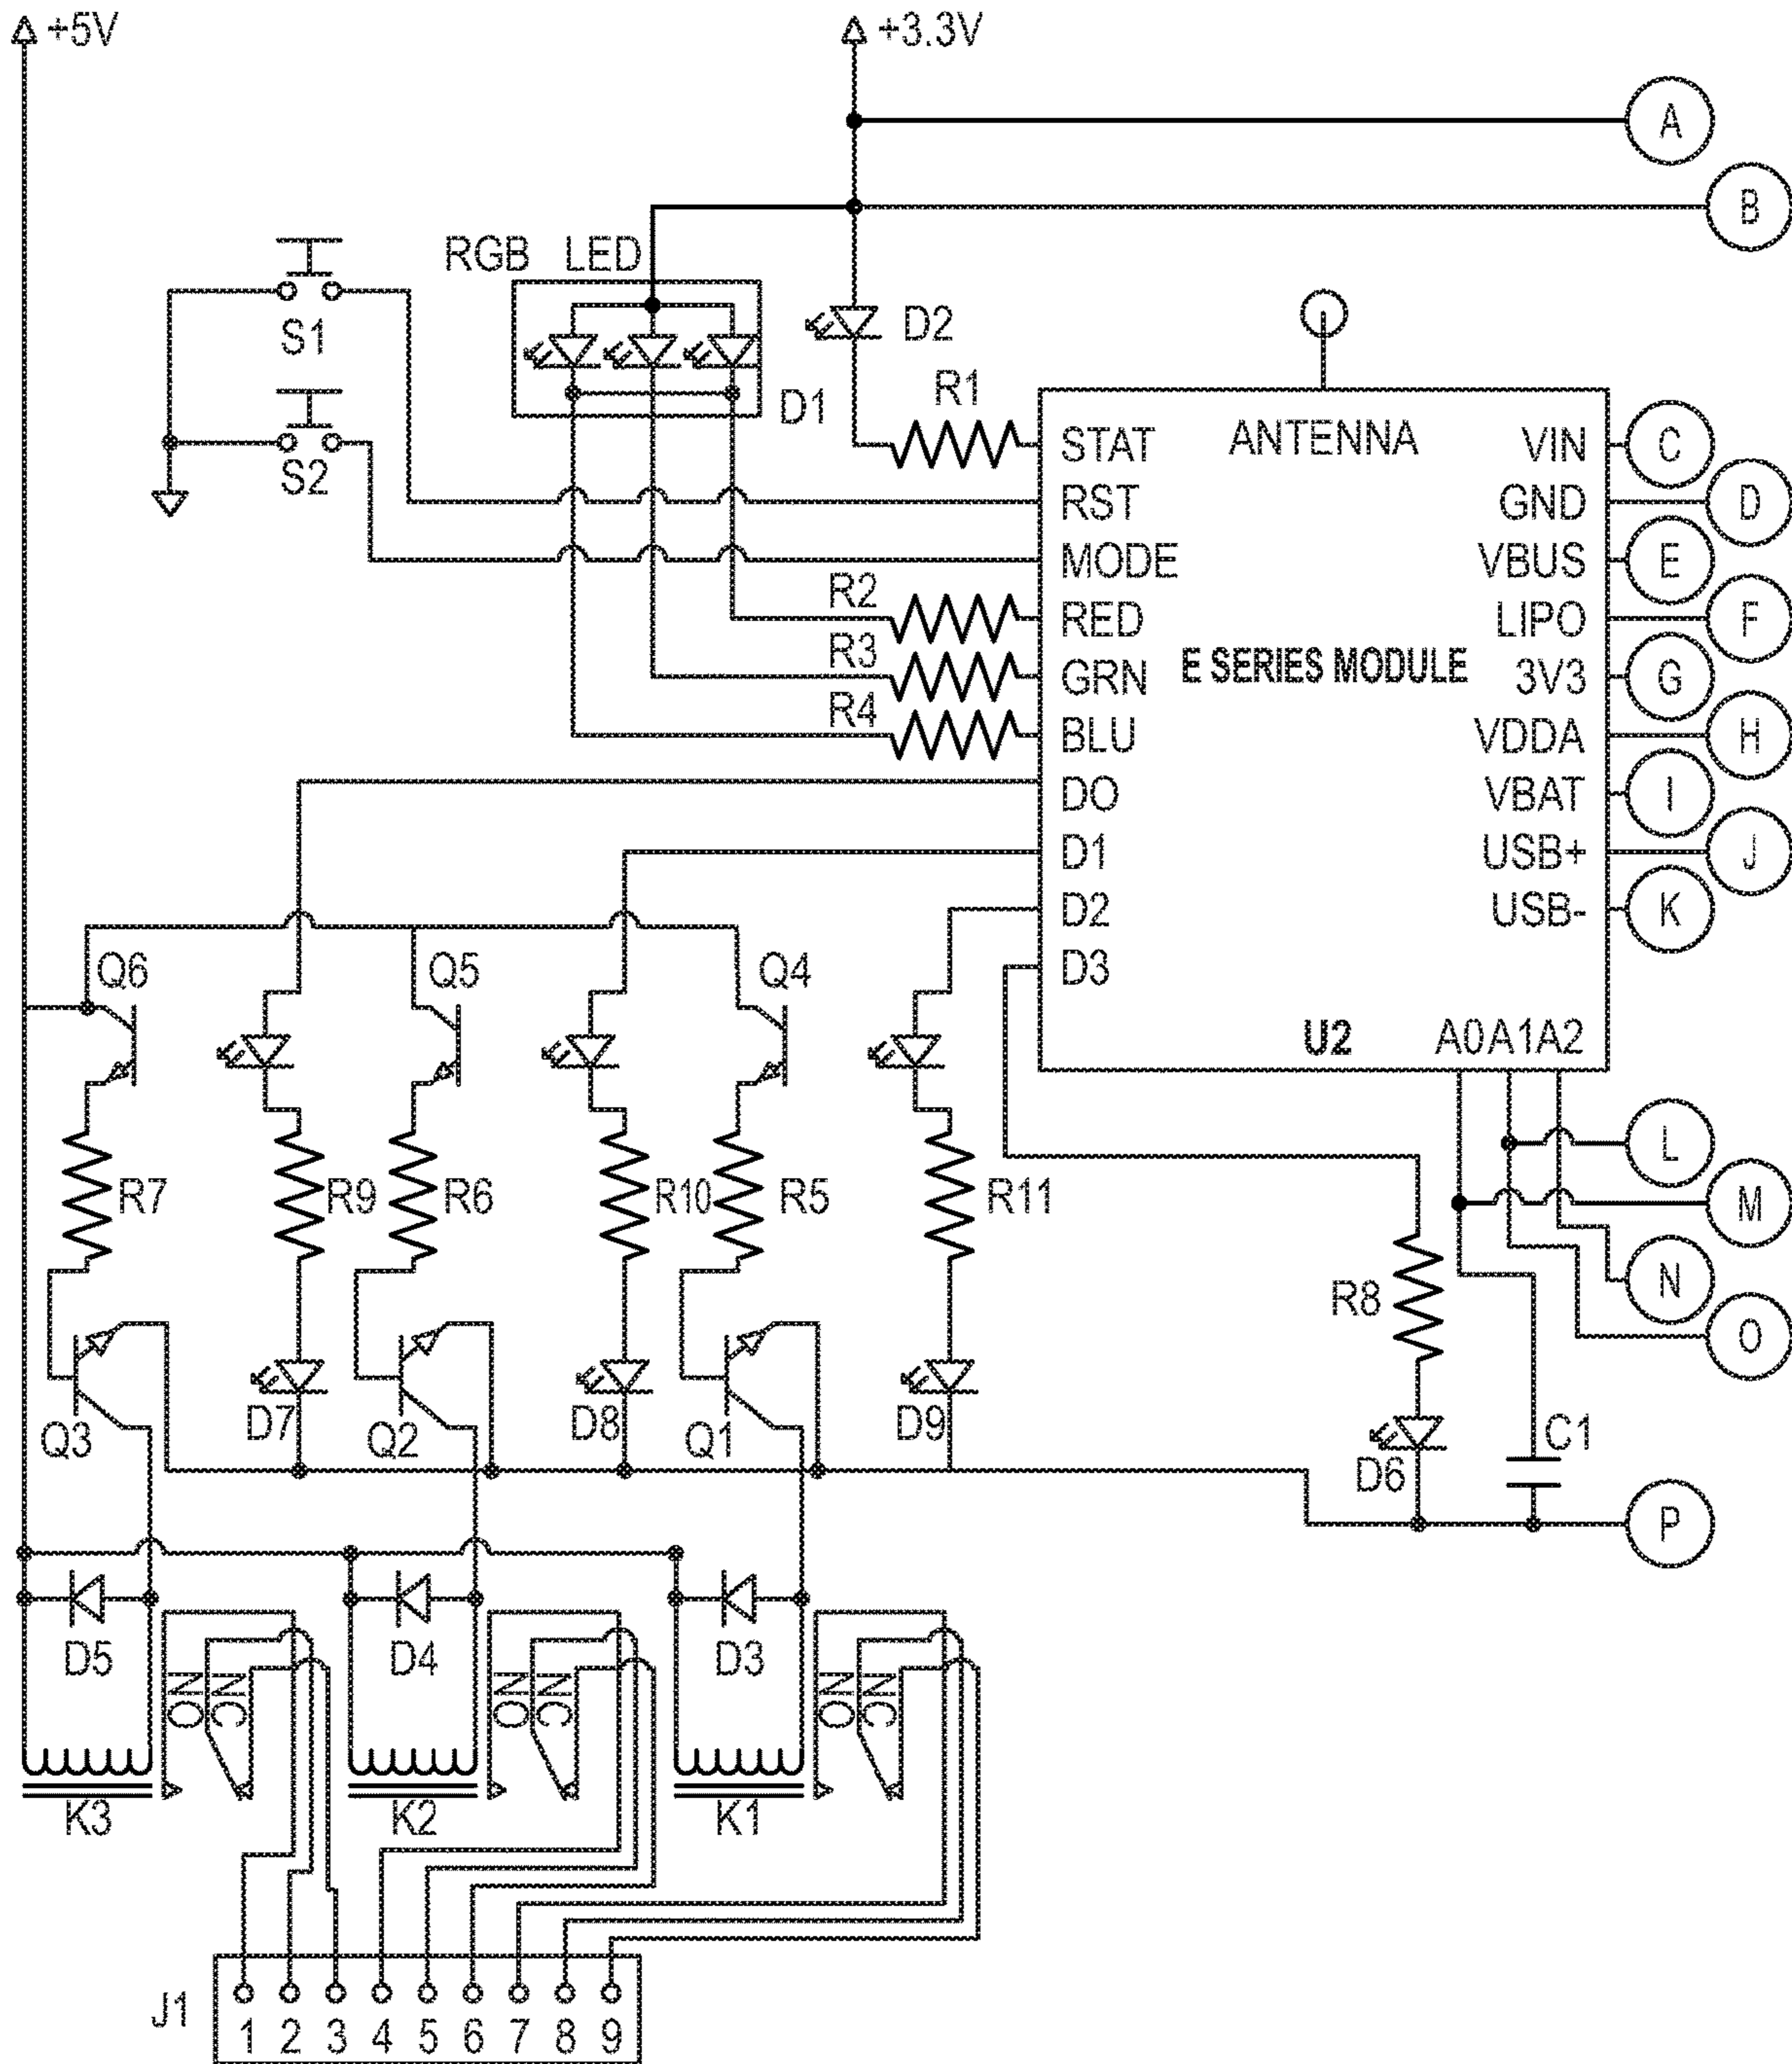 +5V
+3.3V
A
B
RGB LED
S1
D2
D1
R1
S2
STAT
ANTENNA
VIN
C
RST
GND
D
MODE
VBUS
E
R2
RED
LIPO
F
R3
GRN
E SERIES MODULE
3V3
G
R4
BLU
VDDA
H
DO
VBAT
I
D1
USB+
J
D2
USB-
K
D3
Q6
Q5
Q4
U2
A0
A1
A2
L
R7
R9
R6
R10
R5
R11
M
N
R8
O
Q3
D7
Q2
D8
Q1
D9
C1
D6
P
D5
NO
NC
D4
NO
NC
D3
NO
NC
K3
K2
K1
J1
1 2 3 4 5 6 7 8 9